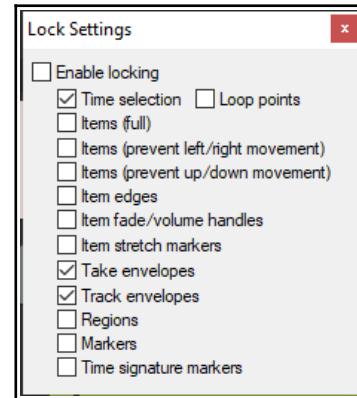 Lock Settings
Enable locking
Time selection Loop points
Items (full)
Items (prevent left/right movement)
Items (prevent up/down movement)
Item edges
Item fade/volume handles
Item stretch markers
Take envelopes
Track envelopes
Regions
Markers
Time signature markers